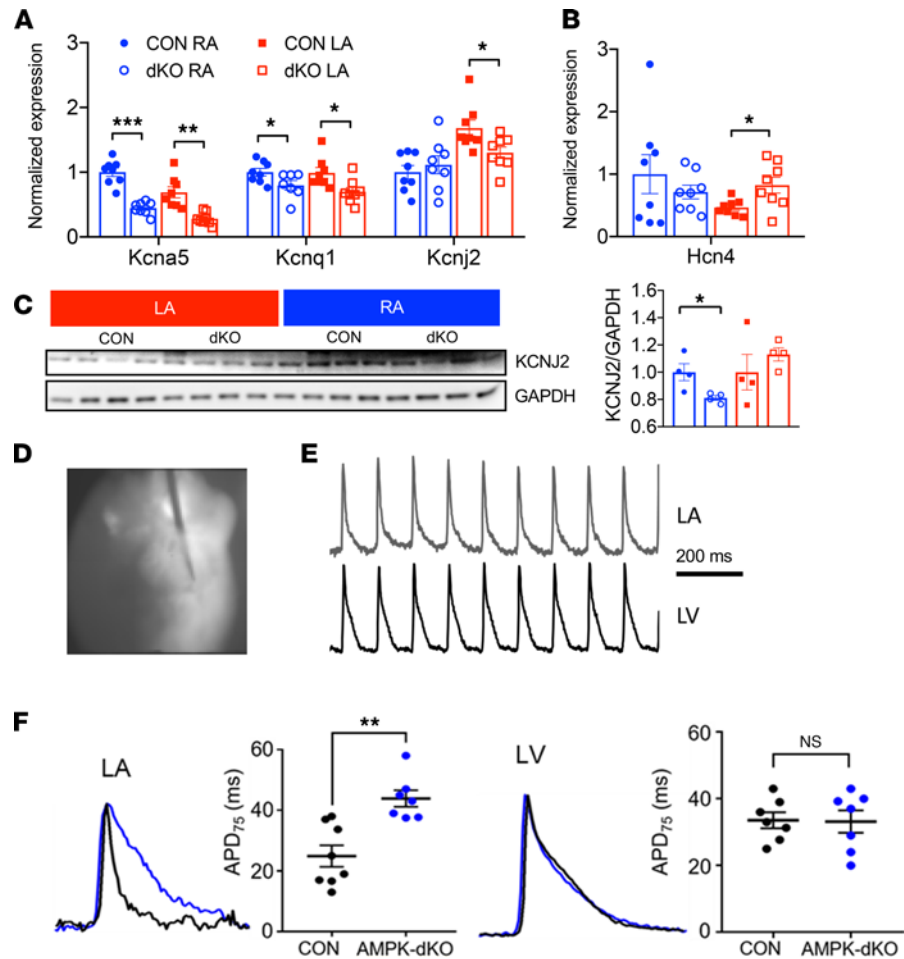 A
CON RA
CON LA
dKO RA
dKO LA
Normalized expression
3
2
1
0
***
**
*
*
*
Kcna5
Kcnq1
Kcnj2
B
Normalized expression
3
2
1
0
*
Hcn4
C
LA
RA
CON
dKO
CON
dKO
KCNJ2
GAPDH
KCNJ2/GAPDH
1.6
1.4
1.2
1.0
0.8
0.6
*
D
E
LA
200 ms
LV
F
LA
APD75 (ms)
60
40
20
0
**
CON
AMPK-dKO
LV
APD75 (ms)
60
40
20
0
NS
CON
AMPK-dKO